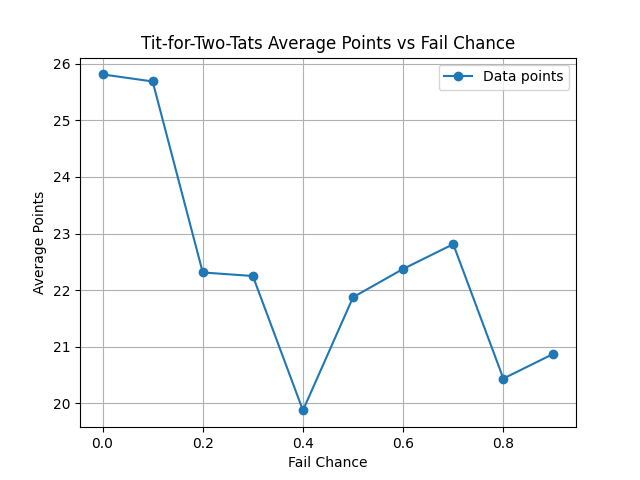 Tit-for-Two-Tats Average Points vs Fail Chance
Data points
26
25
24
23
22
21
20
Average Points
0.0 0.2 0.4 0.6 0.8
Fail Chance